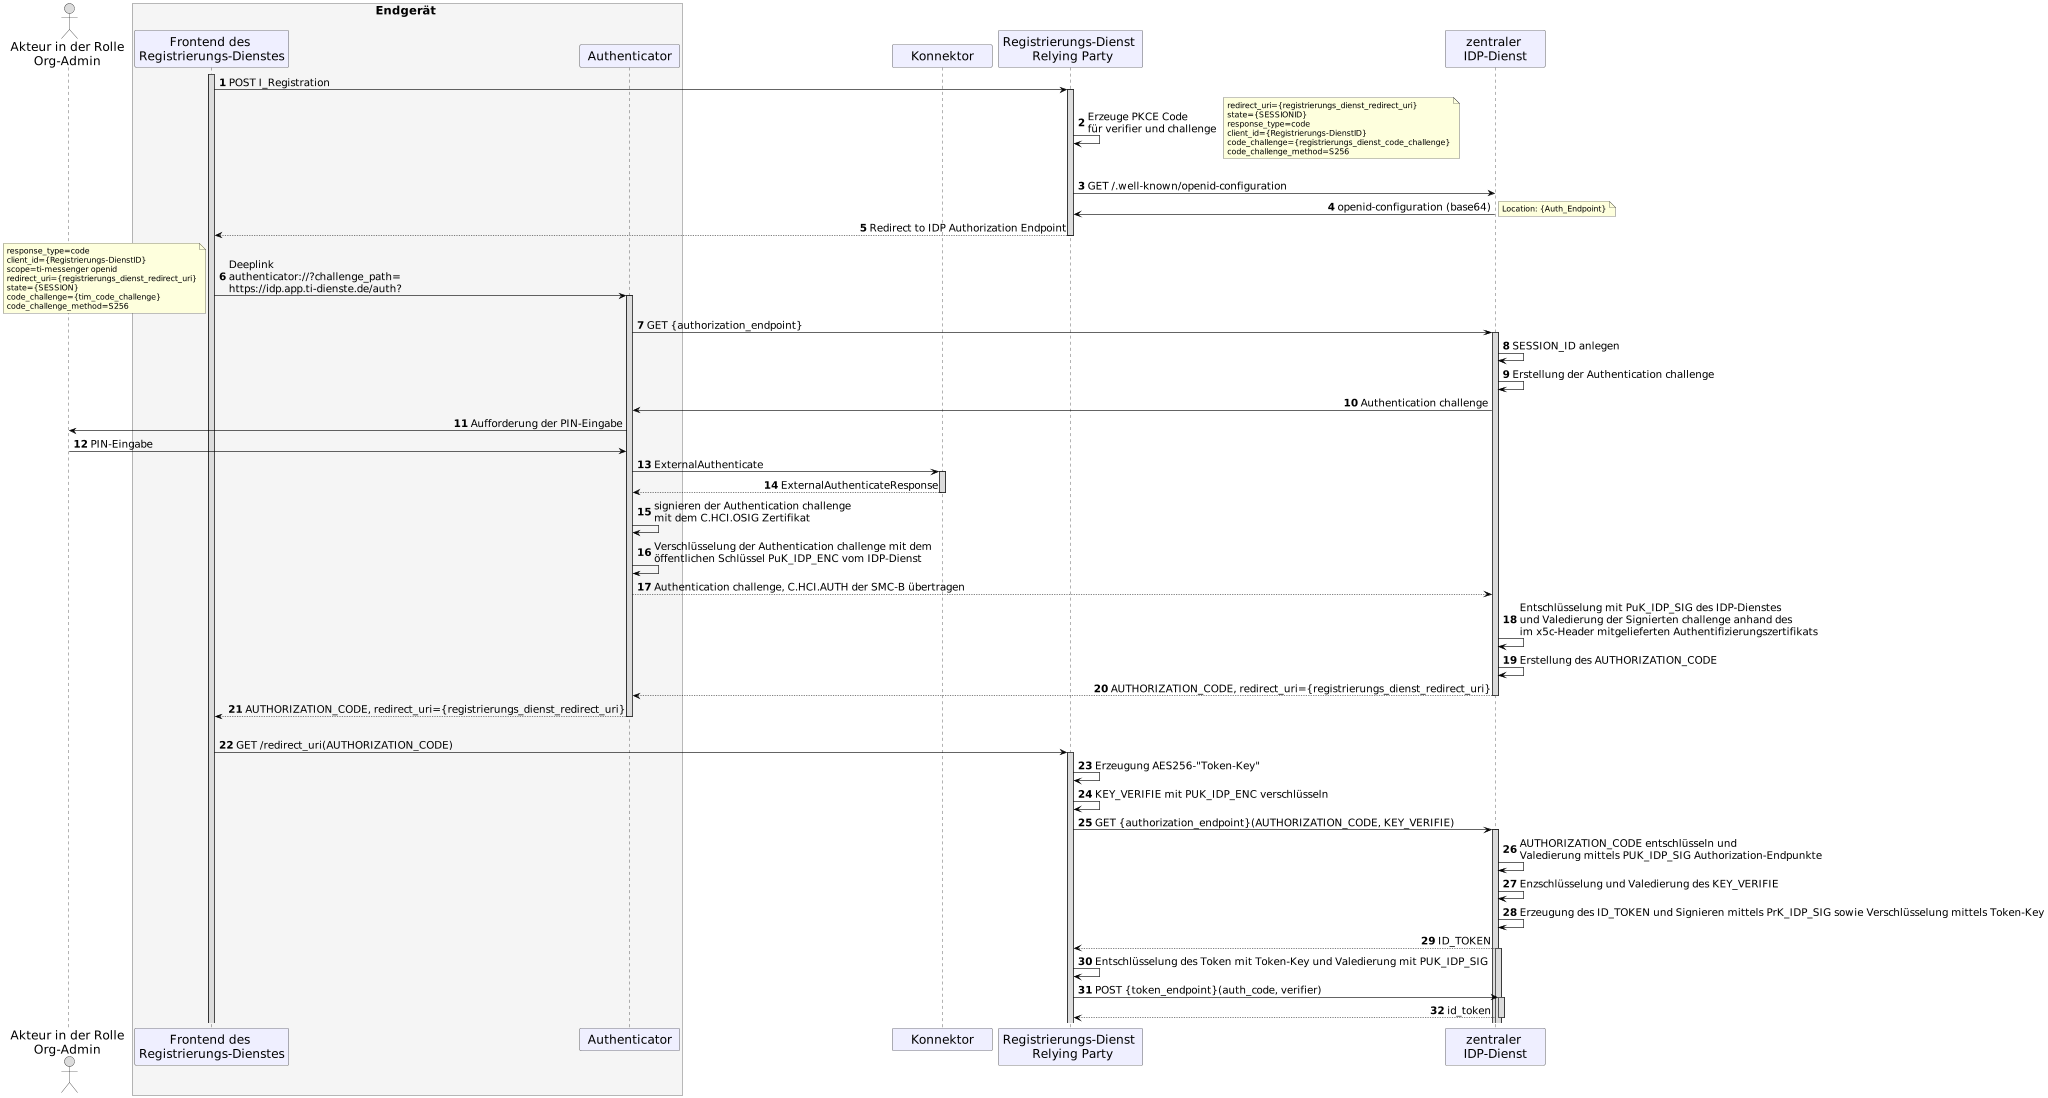 Endgerät
Akteur in der Rolle
Org-Admin
Frontend des
Registrierungs-Dienstes
Authenticator
Konnektor
Registrierungs-Dienst
Relying Party
zentraler
IDP-Dienst
1 POST I_Registration
2 Erzeuge PKCE Code
für verifier und challenge
redirect_uri={registrierungs_dienst_redirect_uri}
state={SESSIONID}
response_type=code
client_id={Registrierungs-DienstID}
code_challenge={registrierungs_dienst_code_challenge}
code_challenge_method=S256
3 GET /.well-known/openid-configuration
4 openid-configuration (base64)
Location: {Auth_Endpoint}
5 Redirect to IDP Authorization Endpoint
response_type=code
client_id={Registrierungs-DienstID}
scope=ti-messenger openid
redirect_uri={registrierungs_dienst_redirect_uri}
state={SESSION}
code_challenge={tim_code_challenge}
code_challenge_method=S256
Deeplink
6 authenticator://?challenge_path=
https://idp.app.ti-dienste.de/auth?
7 GET {authorization_endpoint}
8 SESSION_ID anlegen
9 Erstellung der Authentication challenge
10 Authentication challenge
11 Aufforderung der PIN-Eingabe
12 PIN-Eingabe
13 ExternalAuthenticate
14 ExternalAuthenticateResponse
15 signieren der Authentication challenge
mit dem C.HCI.OSIG Zertifikat
16 Verschlüsselung der Authentication challenge mit dem
öffentlichen Schlüssel PuK_IDP_ENC vom IDP-Dienst
17 Authentication challenge, C.HCI.AUTH der SMC-B übertragen
Entschlüsselung mit PuK_IDP_SIG des IDP-Dienstes
18 und Valedierung der Signierten challenge anhand des
im x5c-Header mitgelieferten Authentifizierungszertifikats
19 Erstellung des AUTHORIZATION_CODE
20 AUTHORIZATION_CODE, redirect_uri={registrierungs_dienst_redirect_uri}
21 AUTHORIZATION_CODE, redirect_uri={registrierungs_dienst_redirect_uri}
22 GET /redirect_uri(AUTHORIZATION_CODE)
23 Erzeugung AES256-"Token-Key"
24 KEY_VERIFIE mit PUK_IDP_ENC verschlüsseln
25 GET {authorization_endpoint}(AUTHORIZATION_CODE, KEY_VERIFIE)
26 AUTHORIZATION_CODE entschlüseln und
Valedierung mittels PUK_IDP_SIG Authorization-Endpunkte
27 Enzschlüsselung und Valedierung des KEY_VERIFIE
28 Erzeugung des ID_TOKEN und Signieren mittels PrK_IDP_SIG sowie Verschlüsselung mittels Token-Key
29 ID_TOKEN
30 Entschlüsselung des Token mit Token-Key und Valedierung mit PUK_IDP_SIG
31 POST {token_endpoint}(auth_code, verifier)
32 id_token
Akteur in der Rolle
Org-Admin
Frontend des
Registrierungs-Dienstes
Authenticator
Konnektor
Registrierungs-Dienst
Relying Party
zentraler
IDP-Dienst